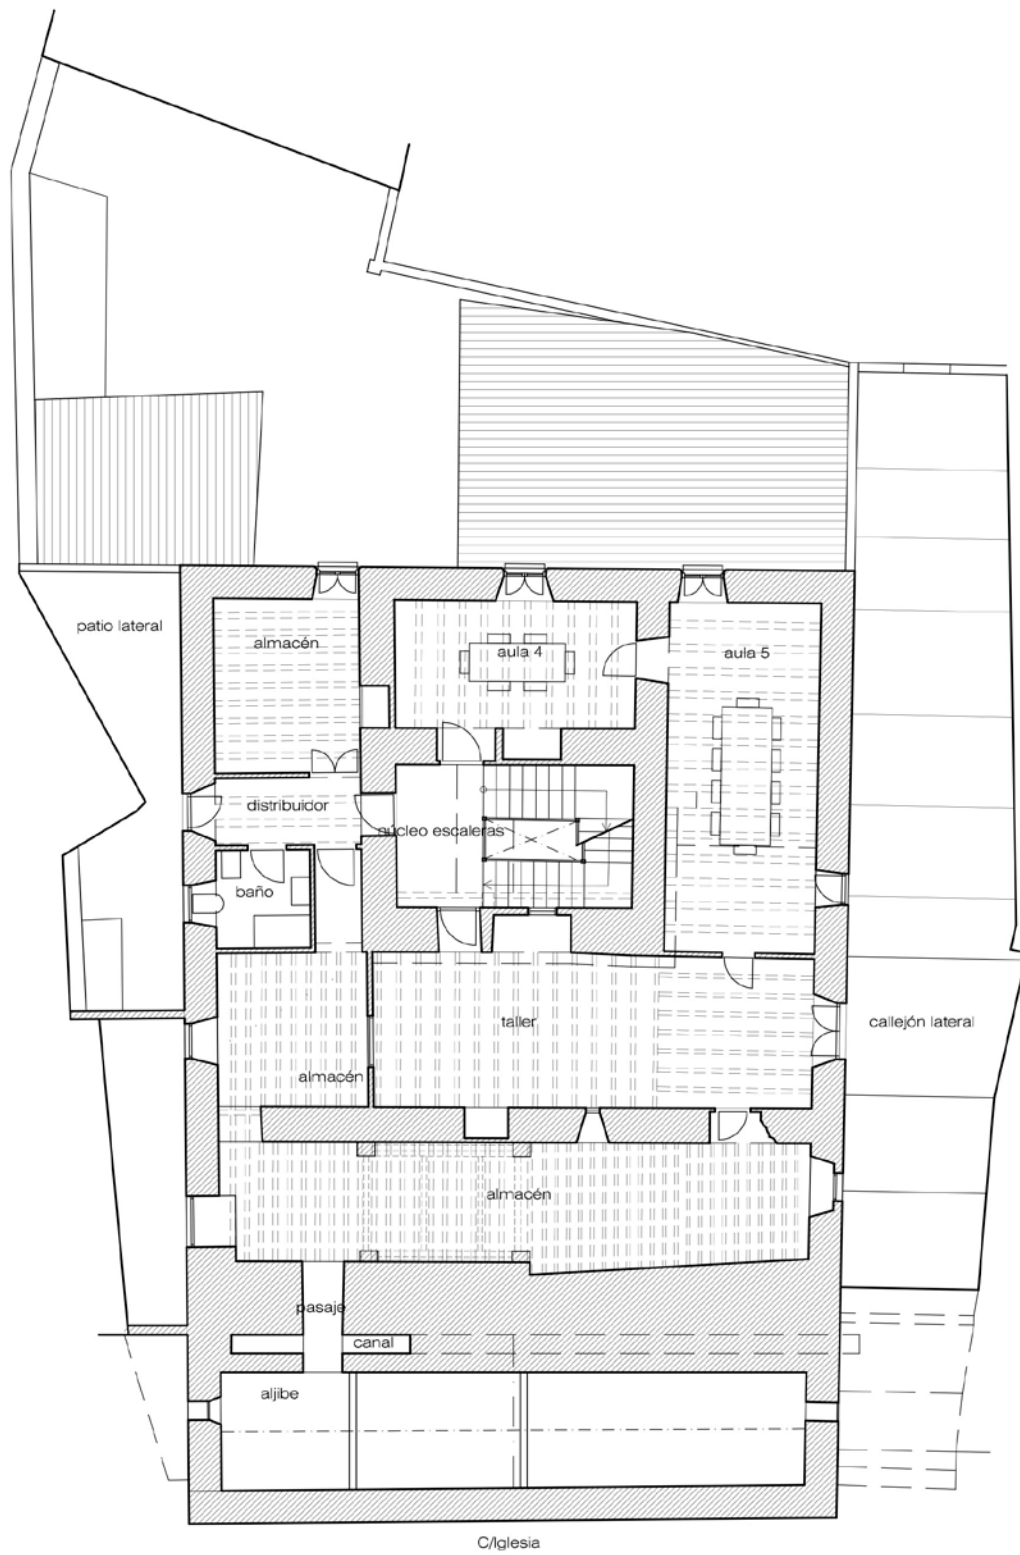 patio lateral
almacén
aula 4
aula 5
distribuidor
núcleo escaleras
baño
taller
callejón lateral
almacén
almacén
pasaje
canal
aljibe
C/Iglesia